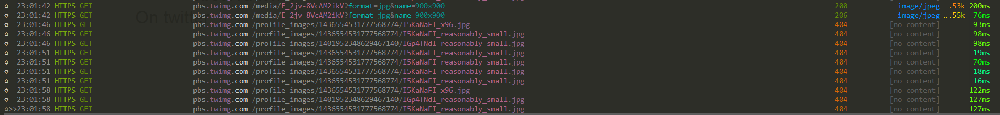 23:01:42 HTTPS GET pbs.twimg.com /media/E_2jv-8VcAM2ikV?format=jpg&name=900x900 200 image/jpeg ….53k 200ms
23:01:42 HTTPS GET pbs.twimg.com /media/E_2jv-8VcAM2ikV?format=jpg&name=900x900 206 image/jpeg ….55k 76ms
On twitter
23:01:46 HTTPS GET pbs.twimg.com /profile_images/1436554531777568774/I5KaNaFI_x96.jpg 404 [no content] 93ms
23:01:46 HTTPS GET pbs.twimg.com /profile_images/1436554531777568774/I5KaNaFI_reasonably_small.jpg 404 [no content] 98ms
23:01:46 HTTPS GET pbs.twimg.com /profile_images/1401952348629467140/lGp4fNdI_reasonably_small.jpg 404 [no content] 98ms
23:01:51 HTTPS GET pbs.twimg.com /profile_images/1436554531777568774/I5KaNaFI_reasonably_small.jpg 404 [no content] 19ms
23:01:51 HTTPS GET pbs.twimg.com /profile_images/1436554531777568774/I5KaNaFI_reasonably_small.jpg 404 [no content] 70ms
23:01:51 HTTPS GET pbs.twimg.com /profile_images/1436554531777568774/I5KaNaFI_reasonably_small.jpg 404 [no content] 18ms
23:01:51 HTTPS GET pbs.twimg.com /profile_images/1436554531777568774/I5KaNaFI_reasonably_small.jpg 404 [no content] 16ms
23:01:58 HTTPS GET pbs.twimg.com /profile_images/1436554531777568774/I5KaNaFI_x96.jpg 404 [no content] 122ms
23:01:58 HTTPS GET pbs.twimg.com /profile_images/1401952348629467140/lGp4fNdI_reasonably_small.jpg 404 [no content] 127ms
>>23:01:58 HTTPS GET pbs.twimg.com /profile_images/1436554531777568774/I5KaNaFI_reasonably_small.jpg 404 [no content] 127ms